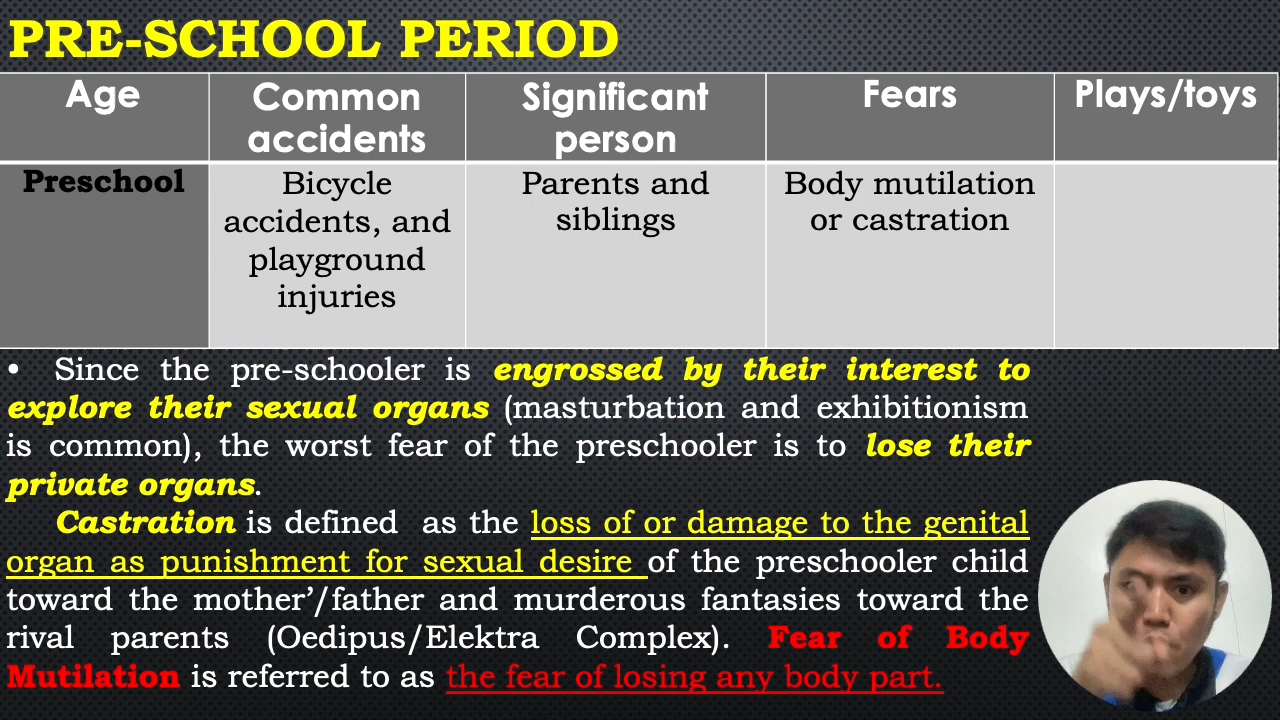 PRE-SCHOOL PERIOD
Age
Common
accidents
Significant
person
Fears
Plays/toys
Preschool
Bicycle
accidents, and
playground
injuries
Parents and
siblings
Body mutilation
or castration
• Since the pre-schooler is engrossed by their interest to
explore their sexual organs (masturbation and exhibitionism
is common), the worst fear of the preschooler is to lose their
private organs.
Castration is defined as the loss of or damage to the genital
organ as punishment for sexual desire of the preschooler child
toward the mother'/father and murderous fantasies toward the
rival parents (Oedipus/Elektra Complex). Fear of Body
Mutilation is referred to as the fear of losing any body part.